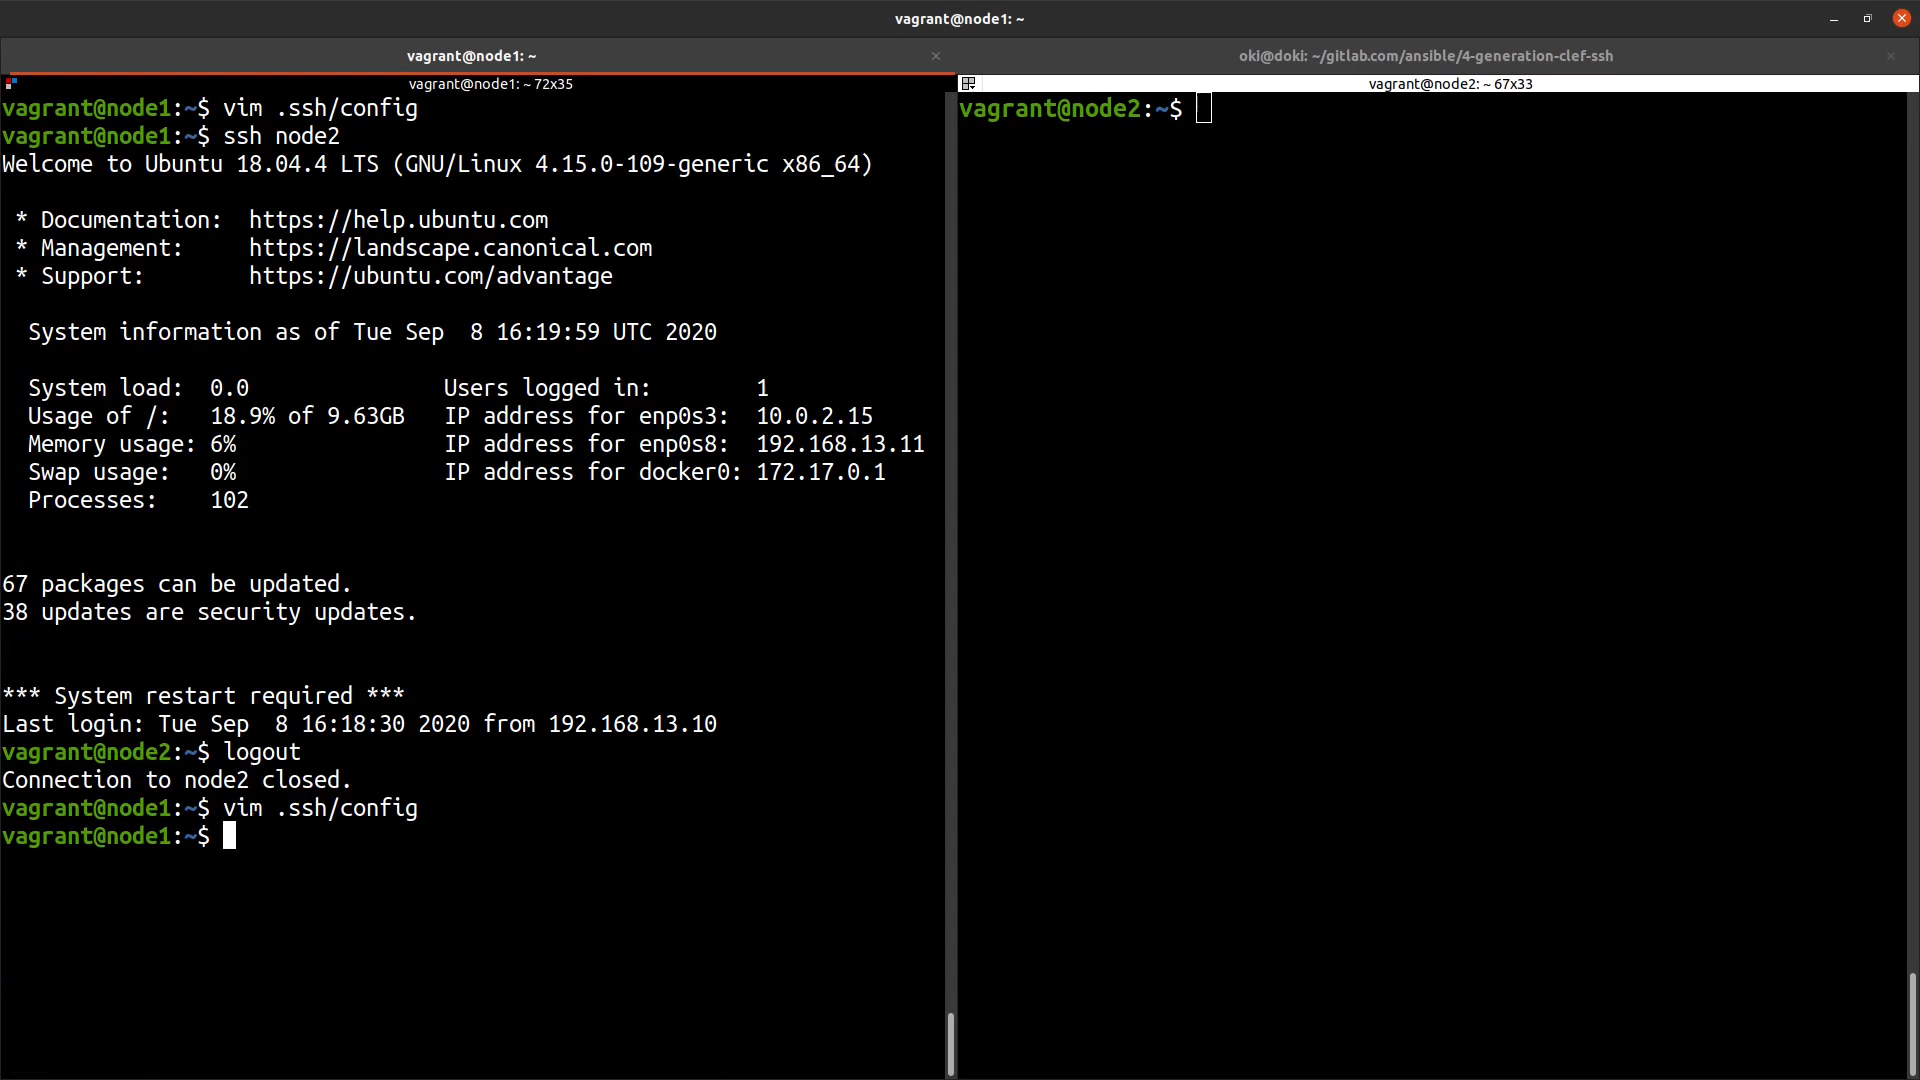 vagrant@node1: ~
vagrant@node1: ~
oki@doki: ~/gitlab.com/ansible/4-generation-clef-ssh
vagrant@node1: ~ 72x35
vagrant@node1:~$ vim .ssh/config
vagrant@node1:~$ ssh node2
Welcome to Ubuntu 18.04.4 LTS (GNU/Linux 4.15.0-109-generic x86_64)
* Documentation:  https://help.ubuntu.com
* Management:     https://landscape.canonical.com
* Support:        https://ubuntu.com/advantage
System information as of Tue Sep  8 16:19:59 UTC 2020
System load:  0.0               Users logged in:        1
Usage of /:   18.9% of 9.63GB   IP address for enp0s3:  10.0.2.15
Memory usage: 6%                IP address for enp0s8:  192.168.13.11
Swap usage:   0%                IP address for docker0: 172.17.0.1
Processes:    102
67 packages can be updated.
38 updates are security updates.
*** System restart required ***
Last login: Tue Sep  8 16:18:30 2020 from 192.168.13.10
vagrant@node2:~$ logout
Connection to node2 closed.
vagrant@node1:~$ vim .ssh/config
vagrant@node1:~$
vagrant@node2: ~ 67x33
vagrant@node2:~$